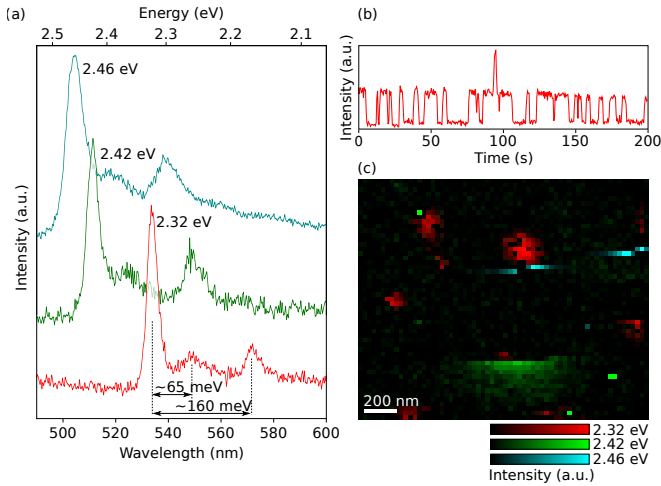 (a)
Energy (eV)
2.5 2.4 2.3 2.2 2.1
2.46 eV
2.42 eV
2.32 eV
~65 meV
~160 meV
Intensity (a.u.)
500 520 540 560 580 600
Wavelength (nm)
(b)
Intensity (a.u.)
0 50 100 150 200
Time (s)
(c)
200 nm
2.32 eV
2.42 eV
2.46 eV
Intensity (a.u.)